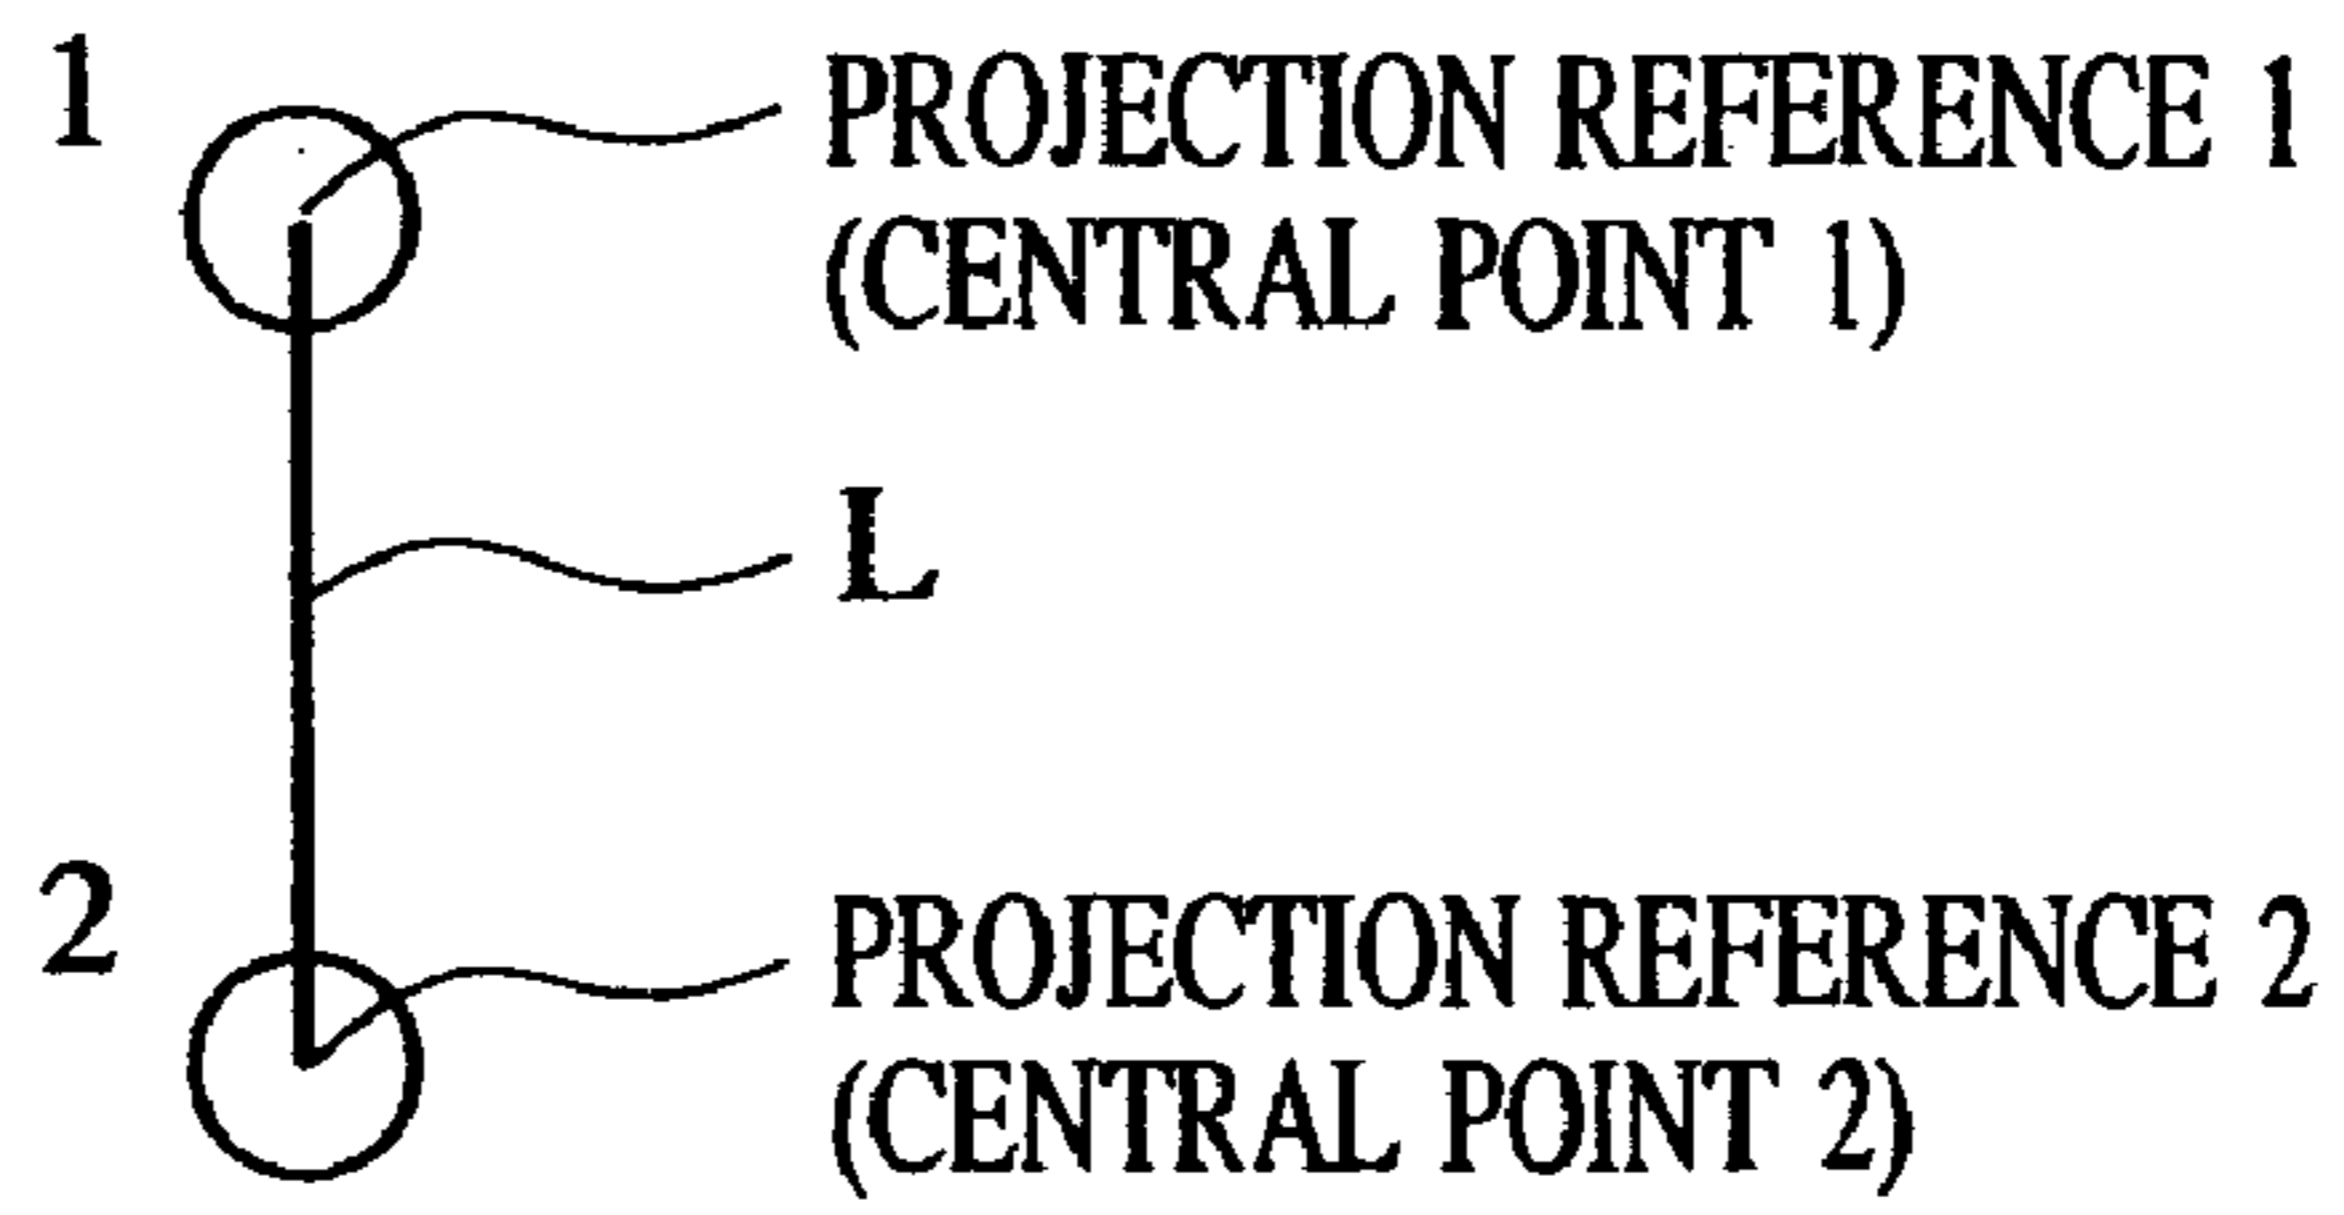 1
PROJECTION REFERENCE 1
(CENTRAL POINT 1)
L
2
PROJECTION REFERENCE 2
(CENTRAL POINT 2)